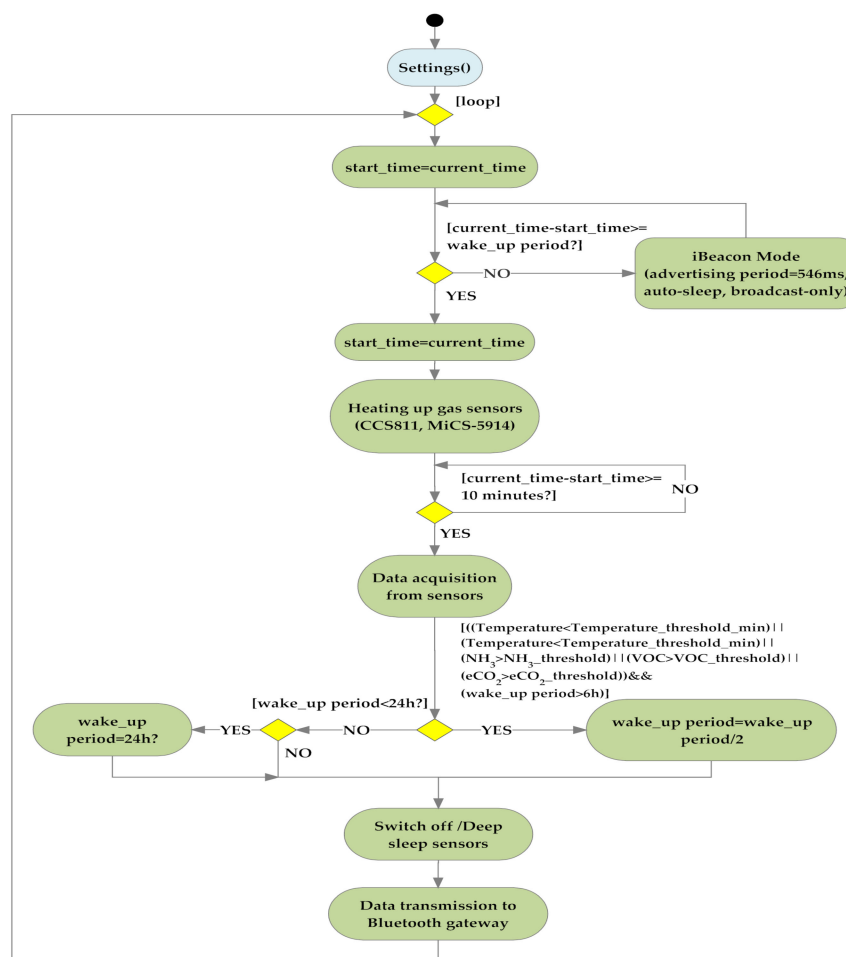 Settings()
[loop]
start_time=current_time
[current_time-start_time>=
wake_up period?]
NO
iBeacon Mode
(advertising period=546ms,
auto-sleep, broadcast-only)
YES
start_time=current_time
Heating up gas sensors
(CCS811, MiCS-5914)
[current_time-start_time>=
10 minutes?]
NO
YES
Data acquisition
from sensors
[((Temperature<Temperature_threshold_min)||
(Temperature<Temperature_threshold_min)||
(NH₃>NH₃_threshold)||(VOC>VOC_threshold)||
(eCO₂>eCO₂_threshold))&&
(wake_up period>6h)]
[wake_up period<24h?]
wake_up
period=24h?
YES
NO
NO
YES
wake_up period=wake_up
period/2
Switch off /Deep
sleep sensors
Data transmission to
Bluetooth gateway